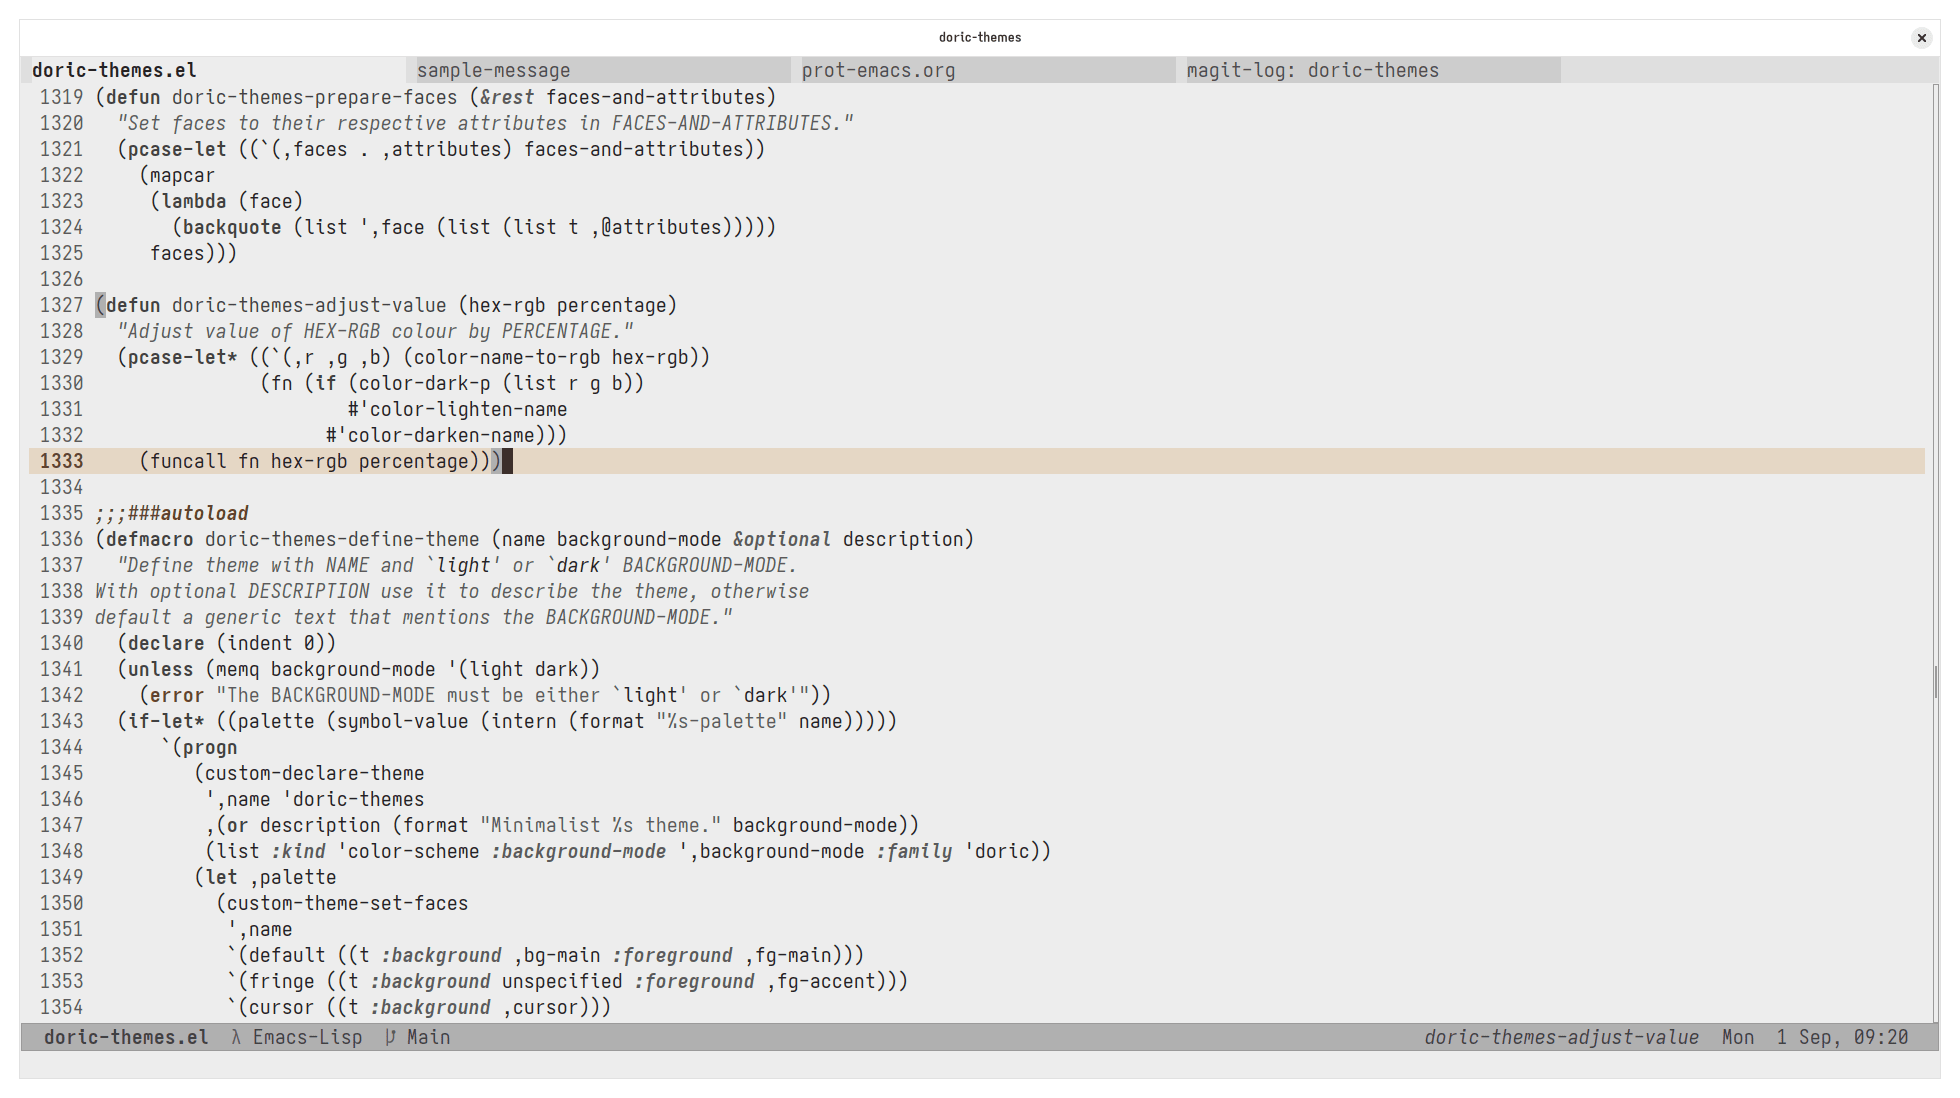 doric-themes
doric-themes.el sample-message prot-emacs.org magit-log: doric-themes
1319 (defun doric-themes-prepare-faces (&rest faces-and-attributes)
1320   "Set faces to their respective attributes in FACES-AND-ATTRIBUTES."
1321   (pcase-let ((`(,faces . ,attributes) faces-and-attributes))
1322     (mapcar
1323      (lambda (face)
1324        (backquote (list ',face (list (list t ,@attributes)))))
1325      faces)))
1326
1327 (defun doric-themes-adjust-value (hex-rgb percentage)
1328   "Adjust value of HEX-RGB colour by PERCENTAGE."
1329   (pcase-let* ((`(,r ,g ,b) (color-name-to-rgb hex-rgb))
1330                (fn (if (color-dark-p (list r g b))
1331                        #'color-lighten-name
1332                      #'color-darken-name)))
1333     (funcall fn hex-rgb percentage)))
1334
1335 ;;;###autoload
1336 (defmacro doric-themes-define-theme (name background-mode &optional description)
1337   "Define theme with NAME and `light' or `dark' BACKGROUND-MODE.
1338 With optional DESCRIPTION use it to describe the theme, otherwise
1339 default a generic text that mentions the BACKGROUND-MODE."
1340   (declare (indent 0))
1341   (unless (memq background-mode '(light dark))
1342     (error "The BACKGROUND-MODE must be either `light' or `dark'"))
1343   (if-let* ((palette (symbol-value (intern (format "%s-palette" name)))))
1344       `(progn
1345          (custom-declare-theme
1346           ',name 'doric-themes
1347           ,(or description (format "Minimalist %s theme." background-mode))
1348           (list :kind 'color-scheme :background-mode ',background-mode :family 'doric))
1349          (let ,palette
1350            (custom-theme-set-faces
1351             ',name
1352             `(default ((t :background ,bg-main :foreground ,fg-main)))
1353             `(fringe ((t :background unspecified :foreground ,fg-accent)))
1354             `(cursor ((t :background ,cursor)))
doric-themes.el λ Emacs-Lisp Main doric-themes-adjust-value Mon 1 Sep, 09:20